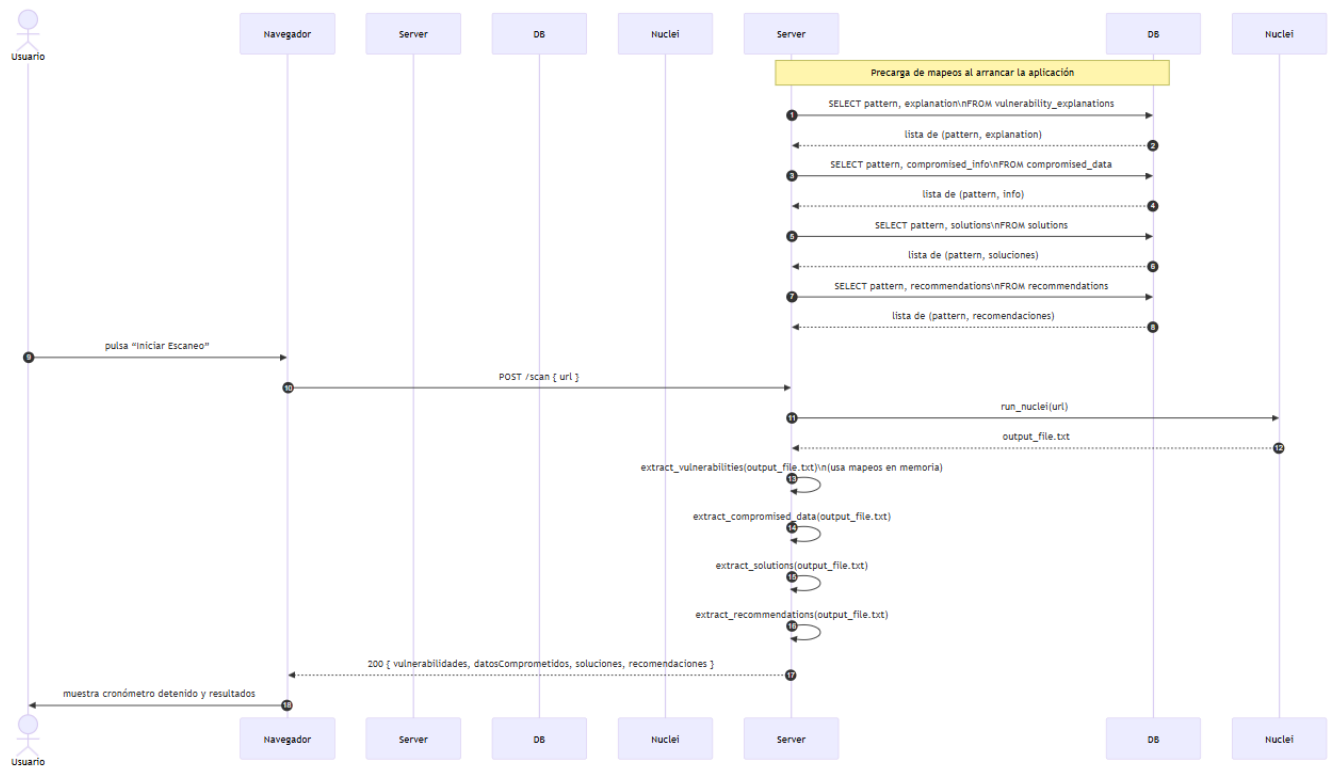 Usuario
Navegador
Server
DB
Nuclei
Server
DB
Nuclei
Precarga de mapeos al arrancar la aplicación
SELECT pattern, explanation\nFROM vulnerability_explanations
1
lista de (pattern, explanation)
2
SELECT pattern, compromised_info\nFROM compromised_data
3
lista de (pattern, info)
4
SELECT pattern, solutions\nFROM solutions
5
lista de (pattern, soluciones)
6
SELECT pattern, recommendations\nFROM recommendations
7
lista de (pattern, recomendaciones)
8
pulsa “Iniciar Escaneo”
9
POST /scan { url }
10
run_nuclei(url)
11
output_file.txt
12
extract_vulnerabilities(output_file.txt)\n(usa mapeos en memoria)
13
extract_compromised_data(output_file.txt)
14
extract_solutions(output_file.txt)
15
extract_recommendations(output_file.txt)
16
200 { vulnerabilidades, datosComprometidos, soluciones, recomendaciones }
17
muestra cronómetro detenido y resultados
18
Usuario
Navegador
Server
DB
Nuclei
Server
DB
Nuclei